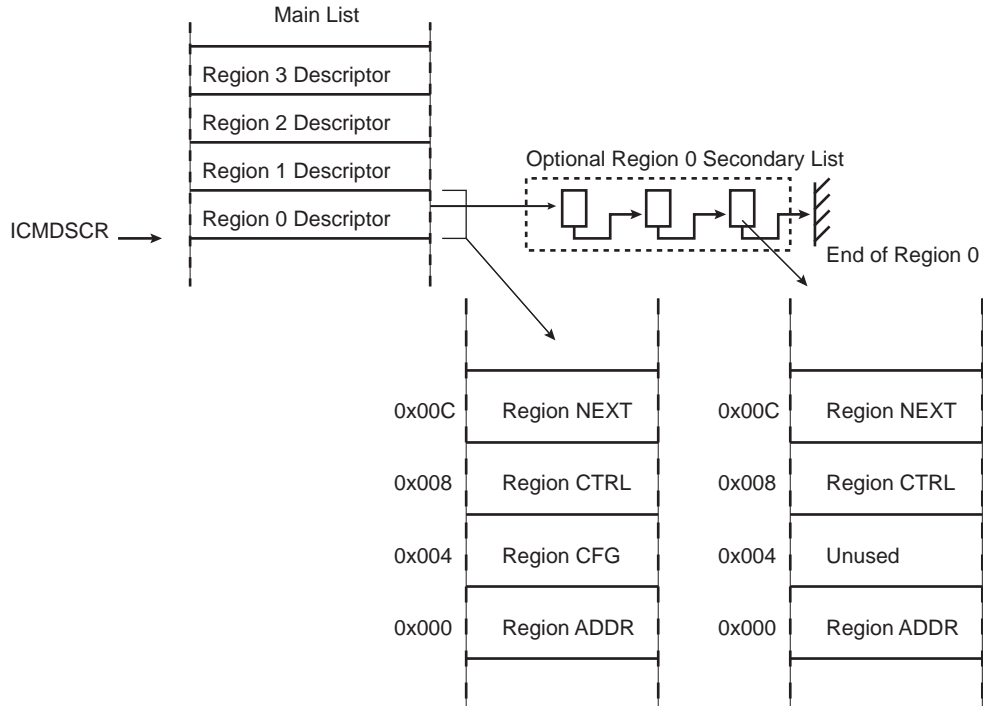 Main List
Region 3 Descriptor
Region 2 Descriptor
Region 1 Descriptor
Region 0 Descriptor
ICMDSCR
Optional Region 0 Secondary List
End of Region 0
0x00C Region NEXT
0x008 Region CTRL
0x004 Region CFG
0x000 Region ADDR
0x00C Region NEXT
0x008 Region CTRL
0x004 Unused
0x000 Region ADDR